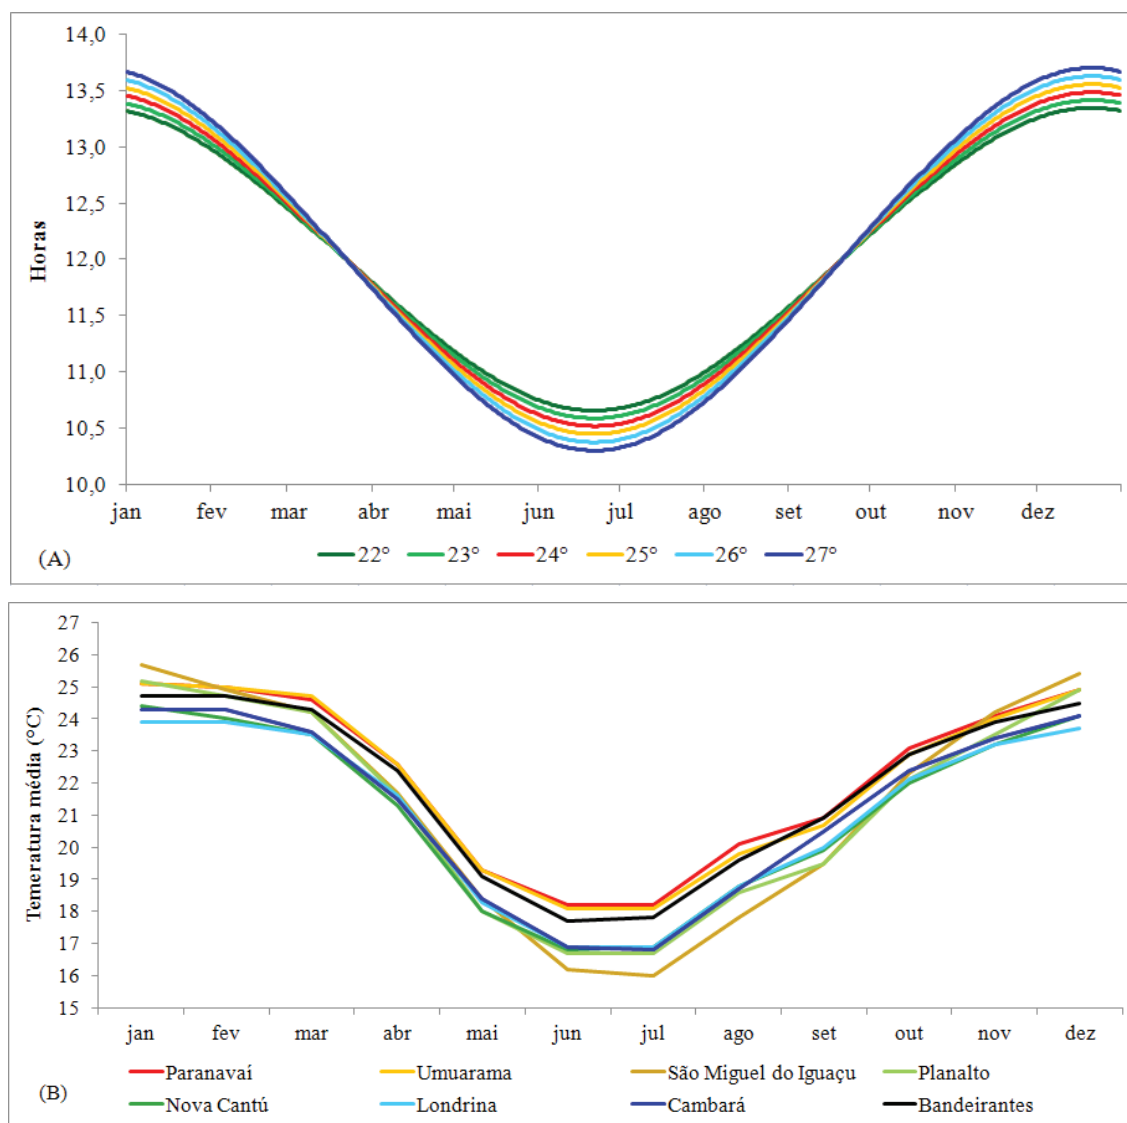 14,0
13,5
13,0
12,5
12,0
11,5
11,0
10,5
10,0
Horas
jan fev mar abr mai jun jul ago set out nov dez
(A)
22° 23° 24° 25° 26° 27°
27
26
25
24
23
22
21
20
19
18
17
16
15
Temeratura média (°C)
jan fev mar abr mai jun jul ago set out nov dez
Paranavaí Umuarama São Miguel do Iguaçu Planalto
(B)
Nova Cantú Londrina Cambará Bandeirantes